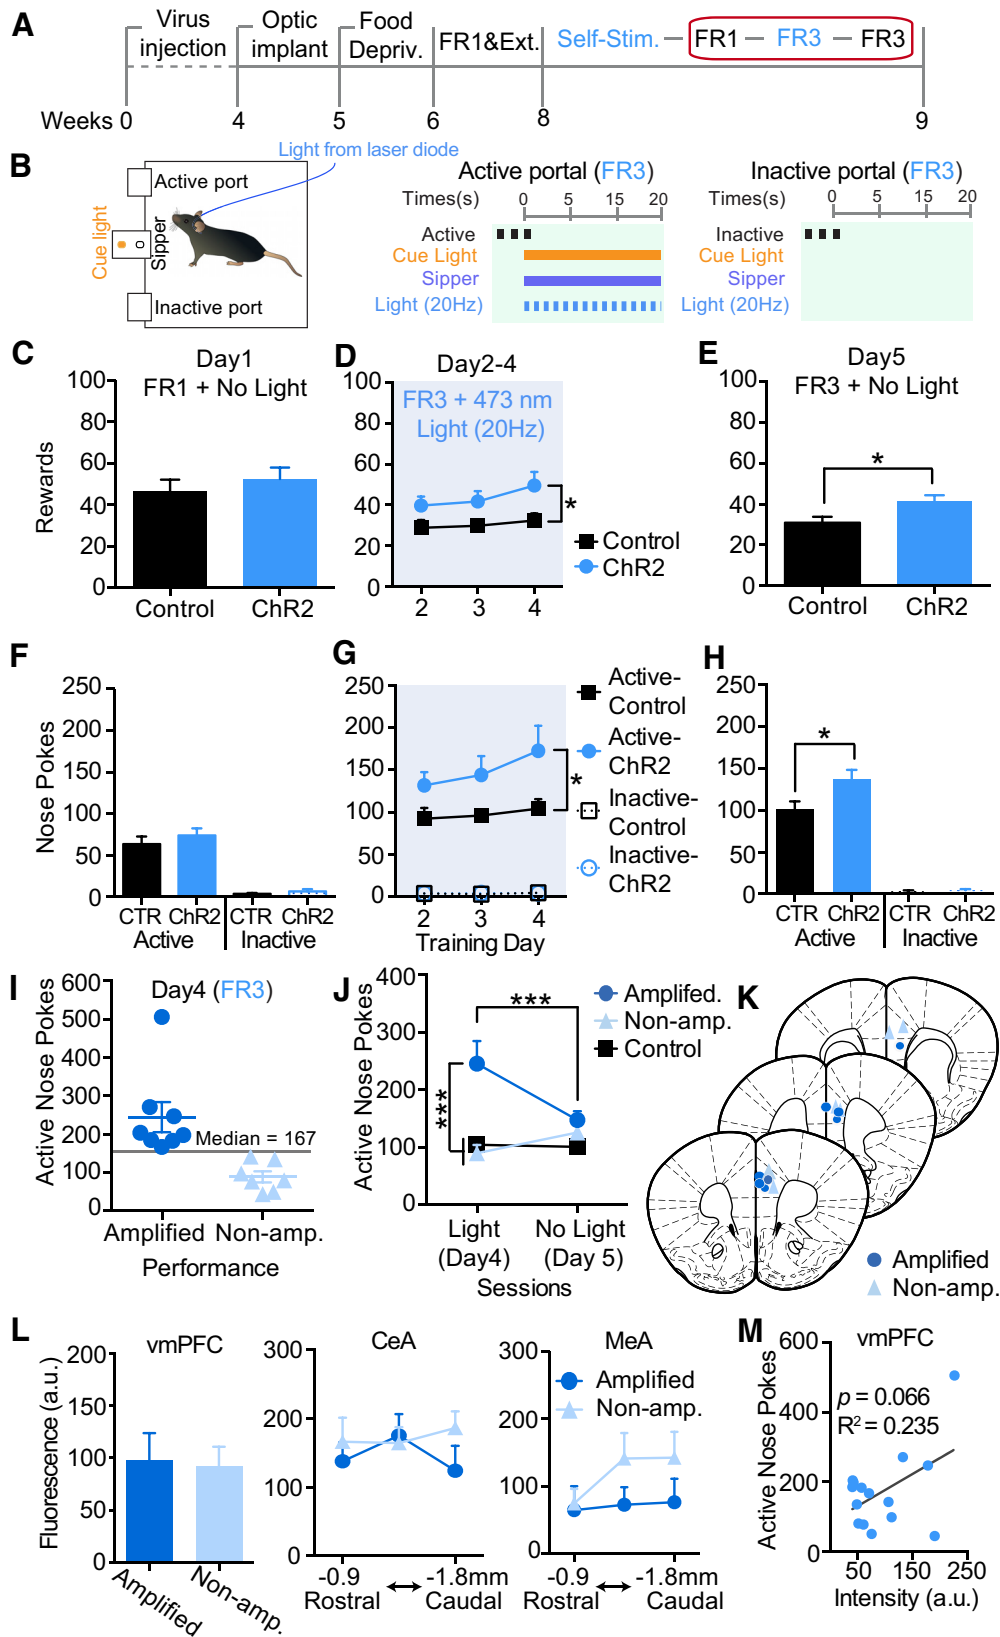 A
Virus injection
Optic implant
Food Depriv.
FR1&Ext.
Self-Stim.
FR1
FR3
FR3
Weeks 0 4 5 6 8 9
B
Light from laser diode
Active port
Cue light
Sipper
Inactive port
Active portal (FR3)
Times(s) 0 5 15 20
Active
Cue Light
Sipper
Light (20Hz)
Inactive portal (FR3)
Times(s) 0 5 15 20
Inactive
Cue Light
Sipper
Light (20Hz)
C
Day1
FR1 + No Light
Rewards
100
80
60
40
20
0
Control ChR2
D
Day2-4
FR3 + 473 nm
Light (20Hz)
100
80
60
40
20
0
2 3 4
*
Control
ChR2
E
Day5
FR3 + No Light
100
80
60
40
20
0
*
Control ChR2
F
Nose Pokes
250
200
150
100
50
0
CTR ChR2 CTR ChR2
Active Inactive
G
250
200
150
100
50
0
2 3 4
Training Day
*
Active-
Control
Active-
ChR2
Inactive-
Control
Inactive-
ChR2
H
250
200
150
100
50
0
*
CTR ChR2 CTR ChR2
Active Inactive
I
Day4 (FR3)
Active Nose Pokes
600
500
400
300
200
100
0
Median = 167
Amplified Non-amp.
Performance
J
Active Nose Pokes
400
300
200
100
0
***
***
Light
(Day4)
No Light
(Day 5)
Sessions
Amplifed.
Non-amp.
Control
K
Amplified
Non-amp.
L
vmPFC
Fluorescence (a.u.)
200
150
100
50
0
Amplified
Non-amp.
CeA
300
200
100
0
-0.9 -1.8mm
Rostral Caudal
MeA
300
200
100
0
Amplified
Non-amp.
-0.9 -1.8mm
Rostral Caudal
M
vmPFC
Active Nose Pokes
600
400
200
0
p = 0.066
R2 = 0.235
50 150 250
Intensity (a.u.)